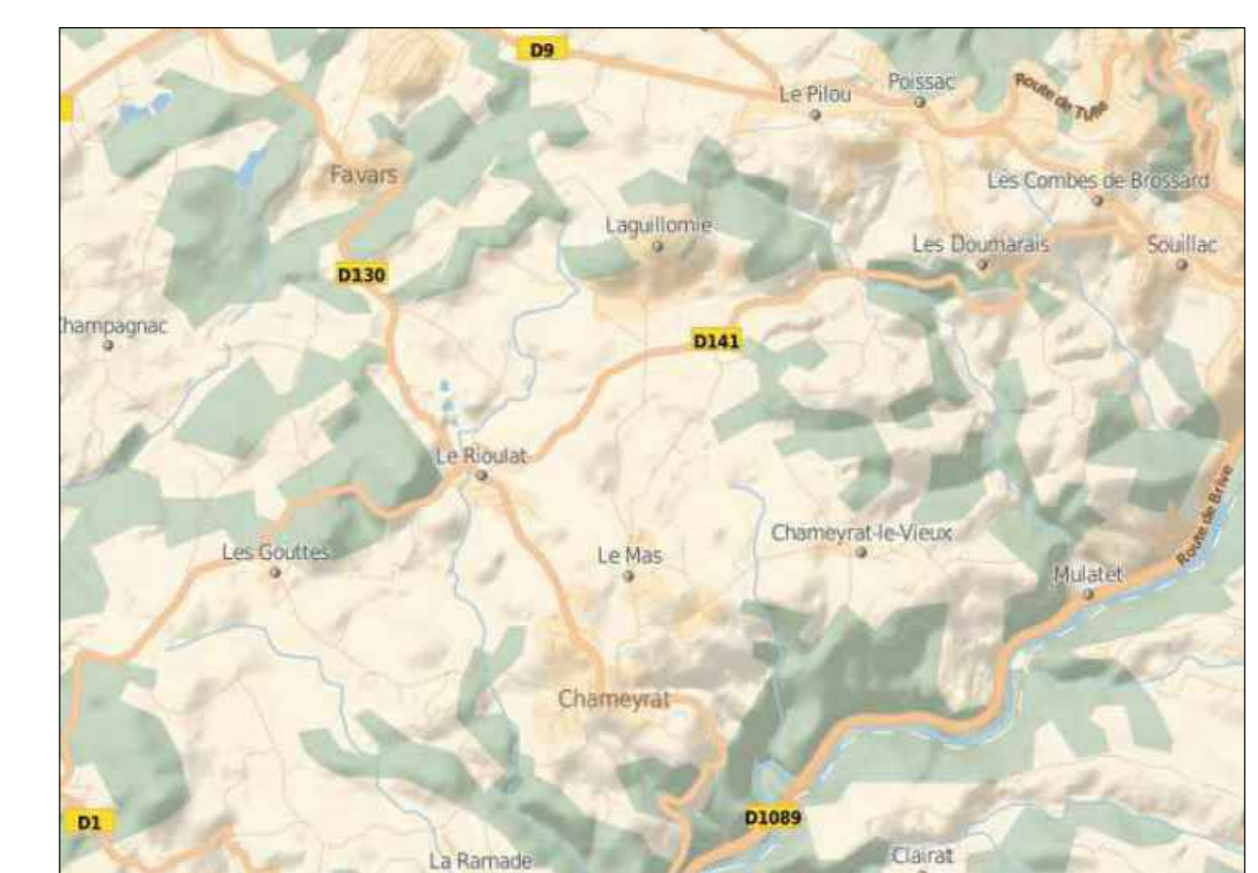 D9
Le Pilou
Poissac
Route de Tulle
Favars
Les Combes de Brossard
Laguillomie
Les Doumarais
Souillac
D130
Champagnac
D141
Le Rioulat
Route de Brive
Les Gouttes
Le Mas
Chameyrat-le-Vieux
Mulatet
Chameyrat
D1
D1089
La Ramade
Clairat